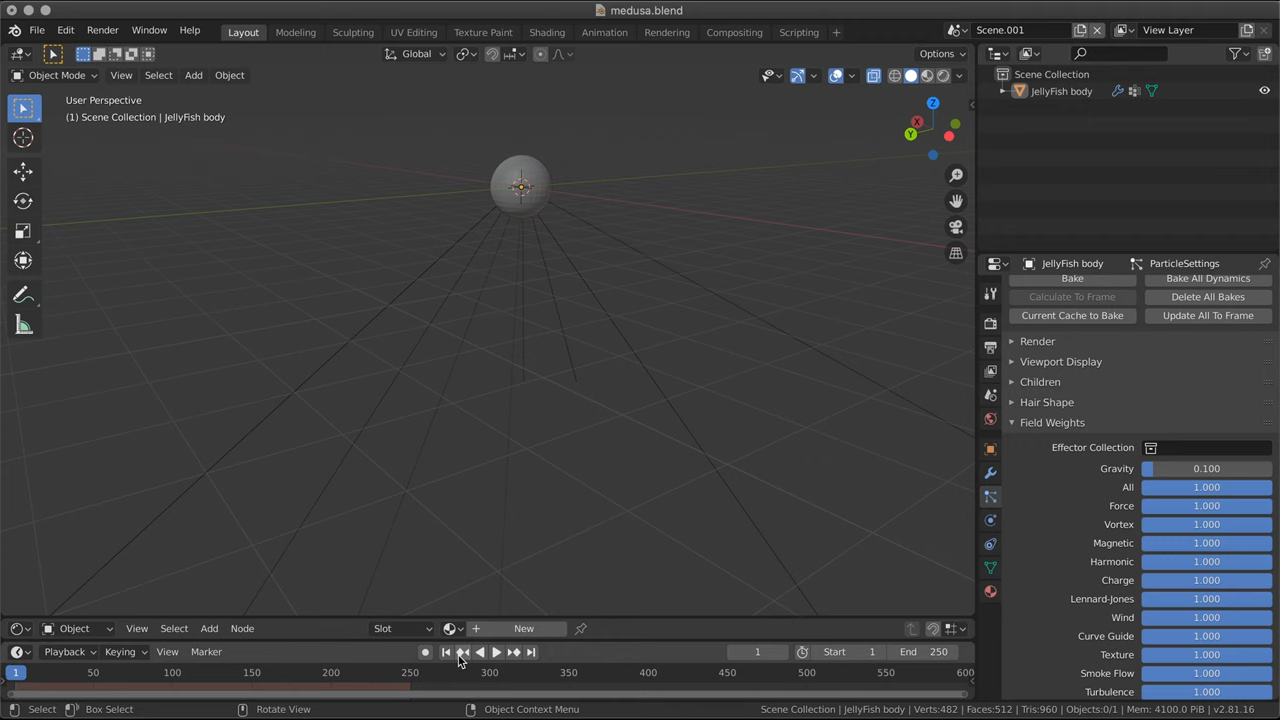 medusa.blend
File Edit Render Window Help Layout Modeling Sculpting UV Editing Texture Paint Shading Animation Rendering Compositing Scripting + Scene.001 View Layer
Global Options
Object Mode View Select Add Object
User Perspective
(1) Scene Collection | JellyFish body
Z
X
Y
Scene Collection
JellyFish body
JellyFish body ParticleSettings
Bake Bake All Dynamics
Calculate To Frame Delete All Bakes
Current Cache to Bake Update All To Frame
Render
Viewport Display
Children
Hair Shape
Field Weights
Effector Collection
Gravity 0.100
All 1.000
Force 1.000
Vortex 1.000
Magnetic 1.000
Harmonic 1.000
Charge 1.000
Lennard-Jones 1.000
Wind 1.000
Curve Guide 1.000
Texture 1.000
Smoke Flow 1.000
Turbulence 1.000
Object View Select Add Node Slot + New
Playback Keying View Marker 1 Start 1 End 250
1 50 100 150 200 250 300 350 400 450 500 550 600
Select Box Select Rotate View Object Context Menu Scene Collection | JellyFish body | Verts:482 | Faces:512 | Tris:960 | Objects:0/1 | Mem: 4100.0 PiB | v2.81.16